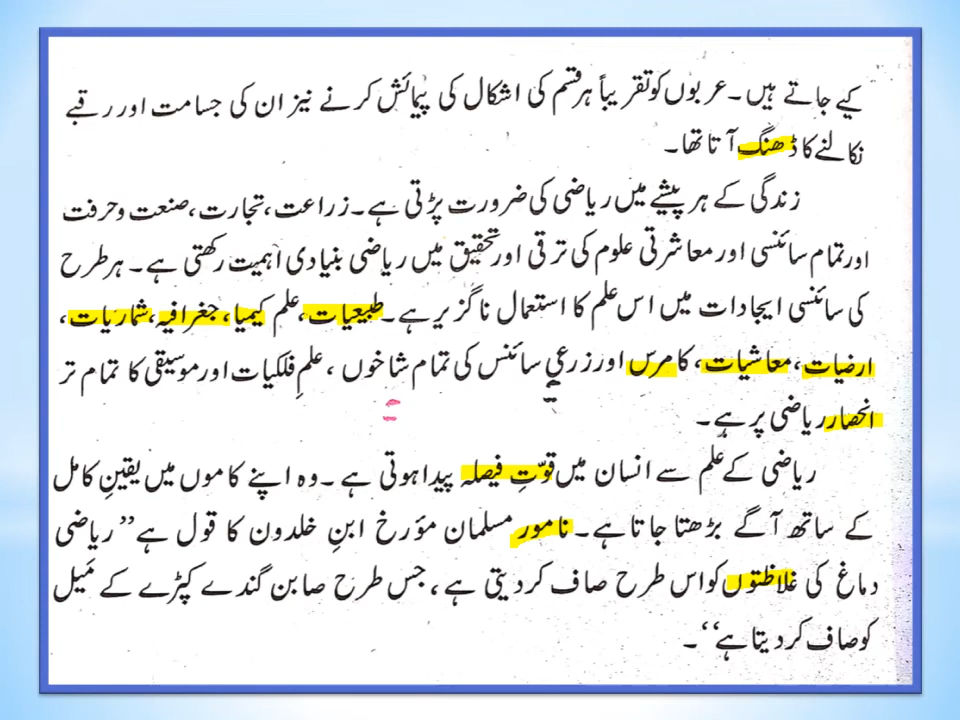 کیے جاتے ہیں۔ عربوں کو تقریباً ہر قسم کی اشکال کی پیمائش کرنے نیز ان کی جسامت اور رقبے
نکالنے کا ڈھنگ آتا تھا۔
زندگی کے ہر پیشے میں ریاضی کی ضرورت پڑتی ہے۔ زراعت، تجارت، صنعت و حرفت
اور تمام سائنسی اور معاشرتی علوم کی ترقی اور تحقیق میں ریاضی بنیادی اہمیت رکھتی ہے۔ ہر طرح
کی سائنسی ایجادات میں اس علم کا استعمال ناگزیر ہے۔ طبیعیات، علم کیمیا، جغرافیہ، شماریات،
ارضیات، معاشیات، کامرس اور زرعی سائنس کی تمام شاخوں، علمِ فلکیات اور موسیقی کا تمام تر
انحصار ریاضی پر ہے۔
ریاضی کے علم سے انسان میں قوّتِ فیصلہ پیدا ہوتی ہے۔ وہ اپنے کاموں میں یقینِ کامل
کے ساتھ آگے بڑھتا جاتا ہے۔ نامور مسلمان مؤرخ ابنِ خلدون کا قول ہے ’’ریاضی
دماغ کی غلاظتوں کو اس طرح صاف کر دیتی ہے، جس طرح صابن گندے کپڑے کے مَیل
کو صاف کر دیتا ہے‘‘۔